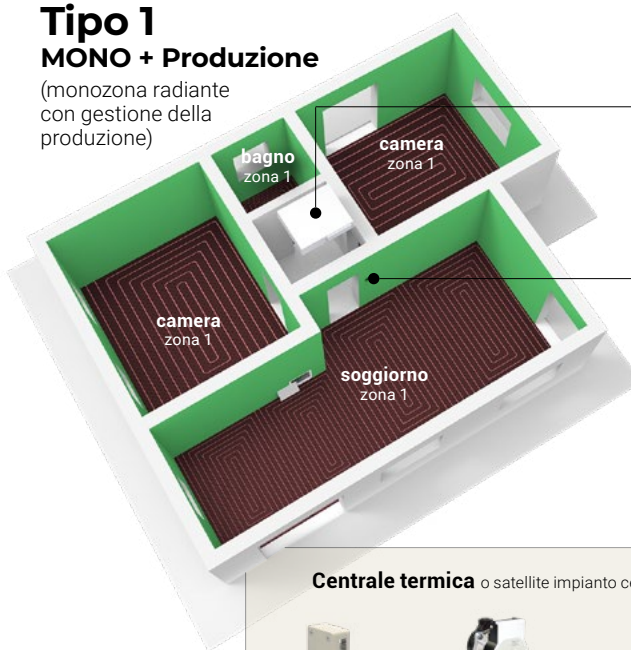 Tipo 1
MONO + Produzione
(monozona radiante
con gestione della
produzione)
bagno
zona 1
camera
zona 1
camera
zona 1
soggiorno
zona 1
Centrale termica o satellite impianto